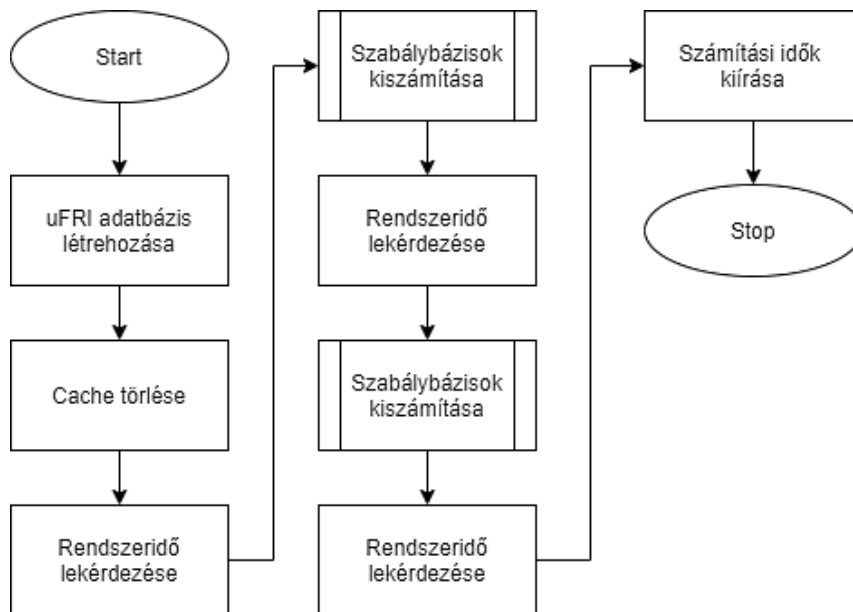 Start
uFRI adatbázis
létrehozása
Cache törlése
Rendszeridő
lekérdezése
Szabálybázisok
kiszámítása
Rendszeridő
lekérdezése
Szabálybázisok
kiszámítása
Rendszeridő
lekérdezése
Számítási idők
kiírása
Stop